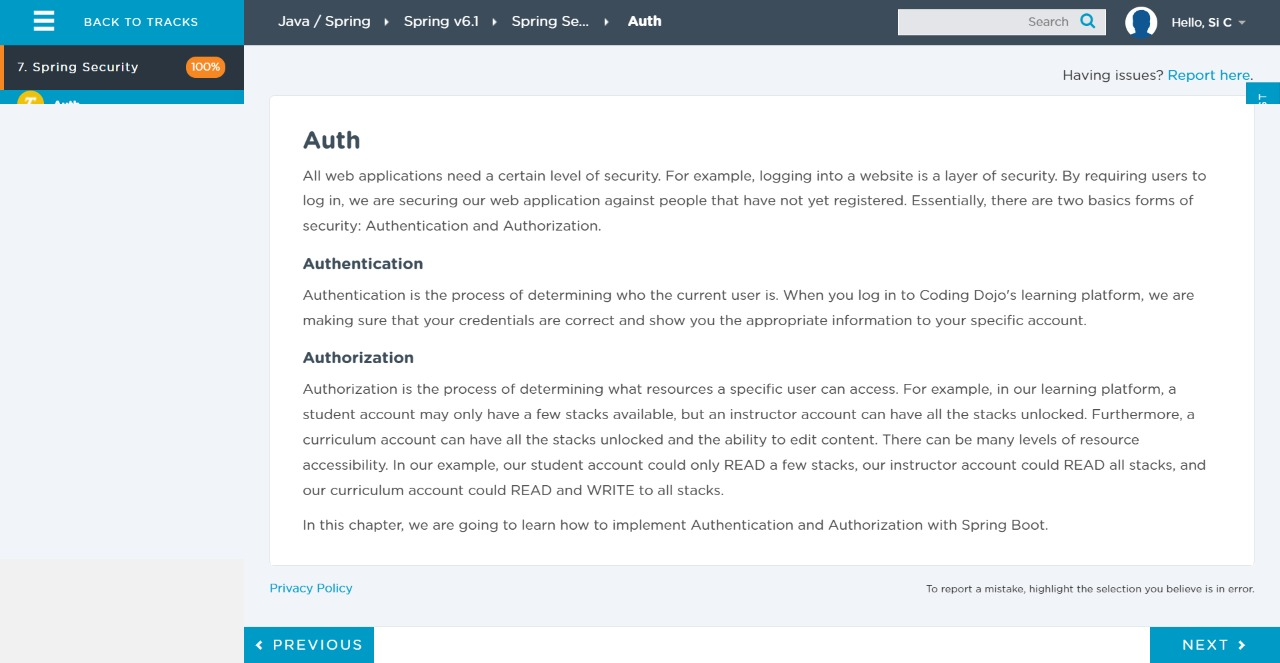 BACK TO TRACKS
Java / Spring Spring v6.1 Spring Se... Auth
Search
Hello, Si C
7. Spring Security 100%
Auth
Having issues? Report here.
Auth
All web applications need a certain level of security. For example, logging into a website is a layer of security. By requiring users to
log in, we are securing our web application against people that have not yet registered. Essentially, there are two basics forms of
security: Authentication and Authorization.
Authentication
Authentication is the process of determining who the current user is. When you log in to Coding Dojo's learning platform, we are
making sure that your credentials are correct and show you the appropriate information to your specific account.
Authorization
Authorization is the process of determining what resources a specific user can access. For example, in our learning platform, a
student account may only have a few stacks available, but an instructor account can have all the stacks unlocked. Furthermore, a
curriculum account can have all the stacks unlocked and the ability to edit content. There can be many levels of resource
accessibility. In our example, our student account could only READ a few stacks, our instructor account could READ all stacks, and
our curriculum account could READ and WRITE to all stacks.
In this chapter, we are going to learn how to implement Authentication and Authorization with Spring Boot.
Privacy Policy
To report a mistake, highlight the selection you believe is in error.
PREVIOUS
NEXT